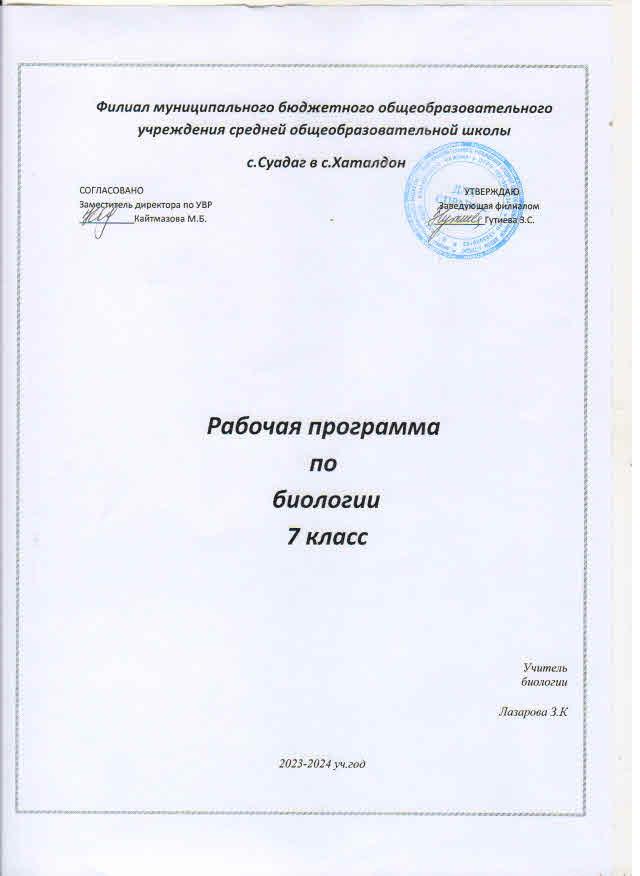 Филиал муниципального бюджетного общеобразовательного
учреждения средней общеобразовательной школы
с.Суадаг в с.Хаталдон
СОГЛАСОВАНО УТВЕРЖДАЮ
Заместитель директора по УВР Заведующая филиалом
Кайтмазова М.Б. Гутиева З.С.
Рабочая программа
по
биологии
7 класс
Учитель
биологии
Лазарова З.К
2023-2024 уч.год